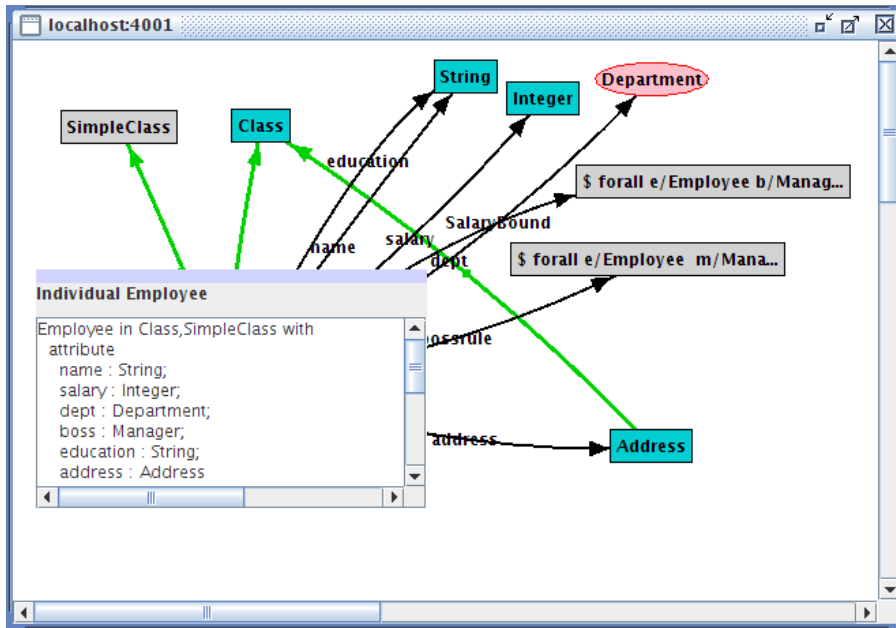 localhost:4001
String
Department
Integer
SimpleClass
Class
education
$ forall e/Employee b/Manag...
SalaryBound
name
salary
dept
$ forall e/Employee  m/Mana...
Individual Employee
Employee in Class,SimpleClass with
attribute
name : String;
salary : Integer;
dept : Department;
boss : Manager;
education : String;
address : Address
bossrule
address
Address